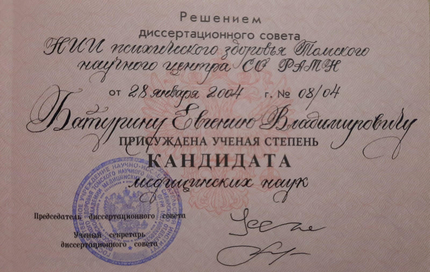 Решением
диссертационного совета
НИИ психического здоровья Томского
научного центра СО РАМН
от 28 января 2004 г. № 08/04
Батурину Евгению Владимировичу
ПРИСУЖДЕНА УЧЕНАЯ СТЕПЕНЬ
КАНДИДАТА
медицинских наук
Председатель диссертационного совета
Ученый секретарь
диссертационного совета